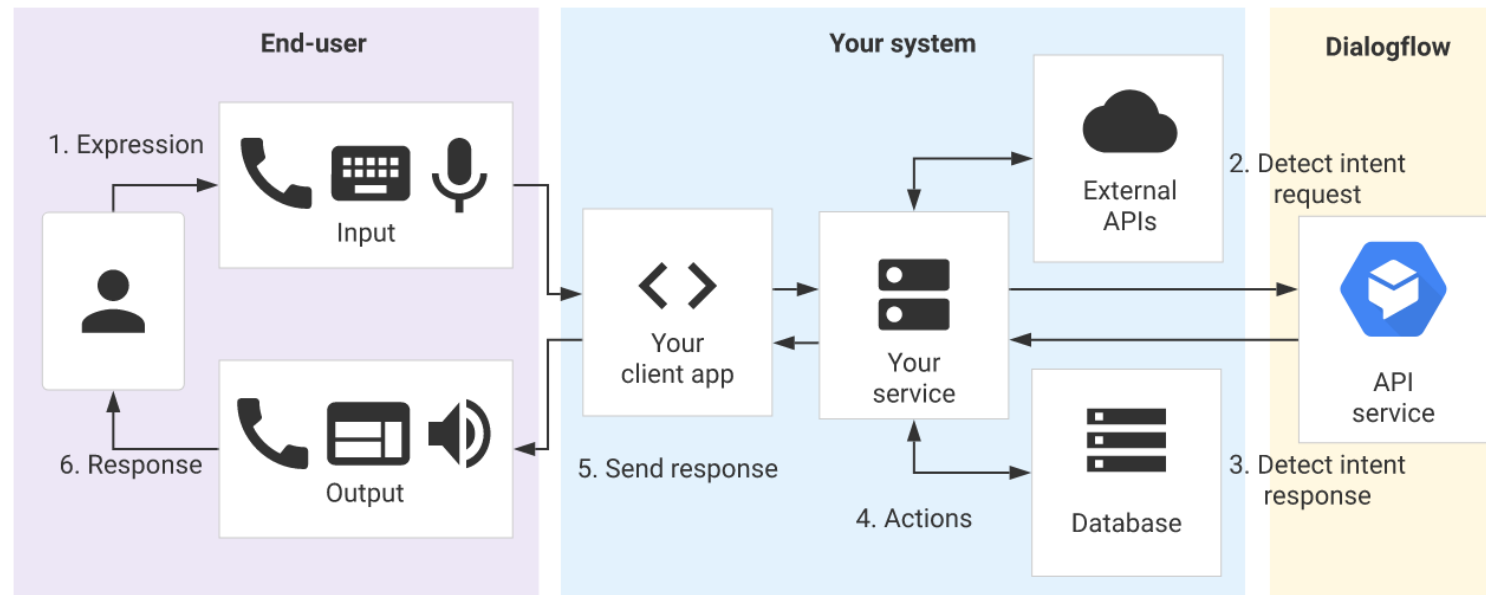 End-user
1. Expression
Input
Output
6. Response
Your system
Your
client app
5. Send response
Your
service
4. Actions
External
APIs
Database
Dialogflow
2. Detect intent
request
API
service
3. Detect intent
response